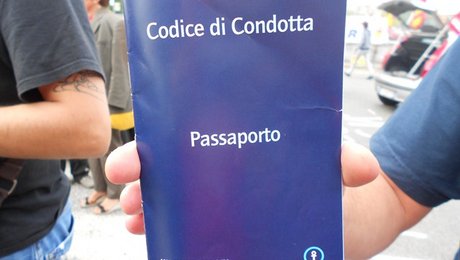 Codice di Condotta
Passaporto